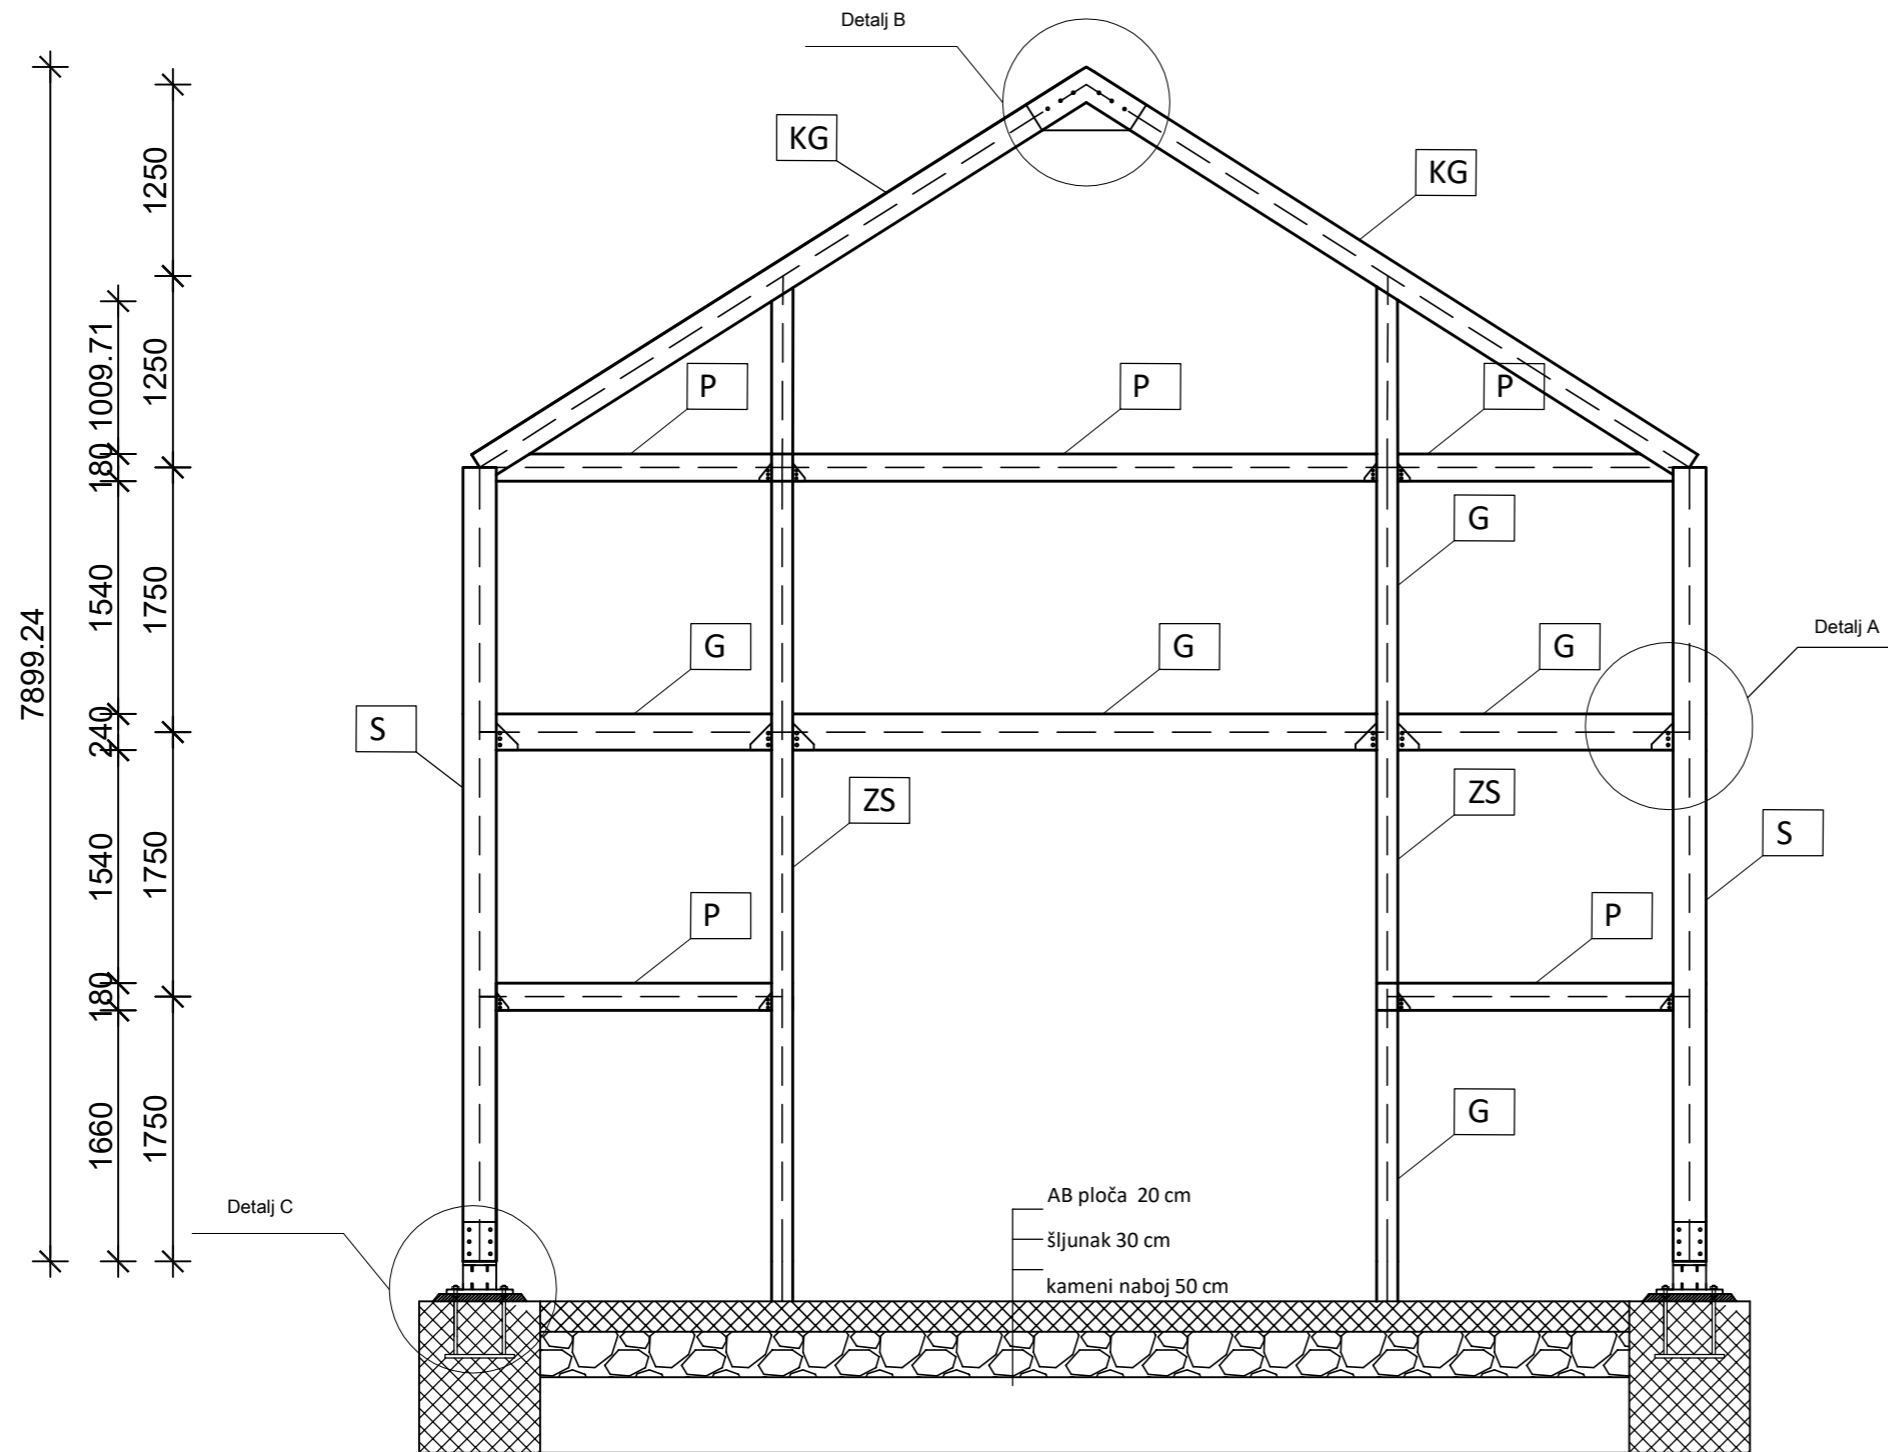 Detalj B
KG
KG
P
P
P
G
G
G
G
Detalj A
S
ZS
ZS
S
P
P
G
Detalj C
AB ploča 20 cm
šljunak 30 cm
kameni naboj 50 cm
7899.24
1009.71
180
1540
240
1540
180
1660
1250
1250
1750
1750
1750